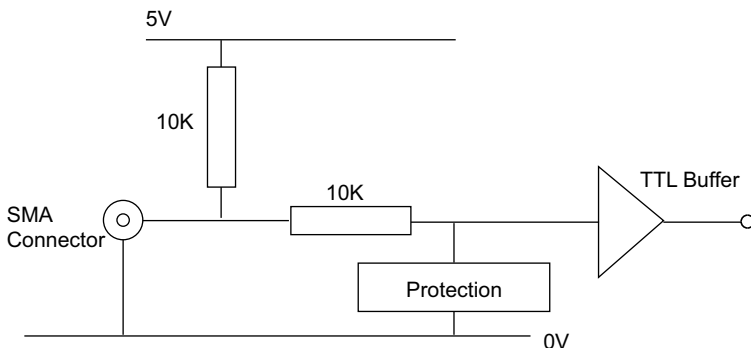 5V
10K
10K
TTL Buffer
SMA
Connector
Protection
0V